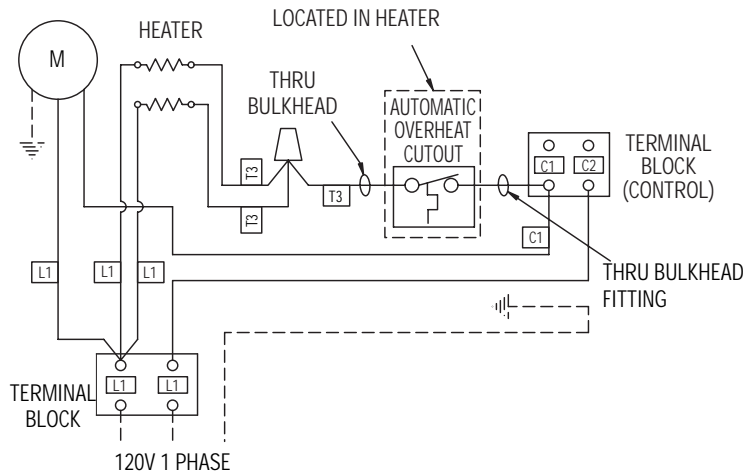 LOCATED IN HEATER
HEATER
M
THRU
BULKHEAD
AUTOMATIC
OVERHEAT
CUTOUT
TERMINAL
BLOCK
(CONTROL)
C1
C2
T3
T3
T3
C1
L1
L1
L1
THRU BULKHEAD
FITTING
L1
L1
TERMINAL
BLOCK
120V 1 PHASE